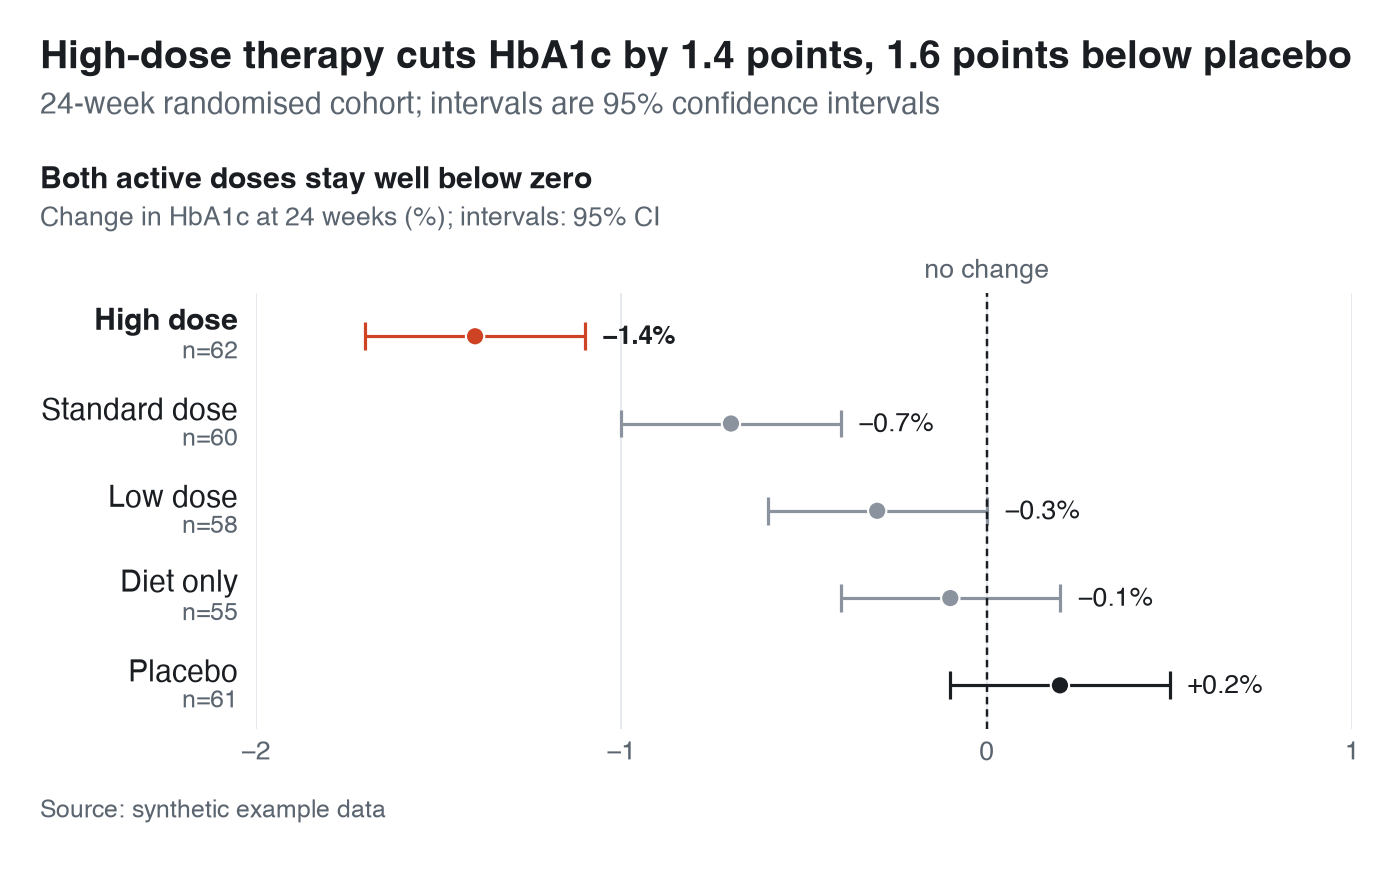 High-dose therapy cuts HbA1c by 1.4 points, 1.6 points below placebo
24-week randomised cohort; intervals are 95% confidence intervals
Both active doses stay well below zero
Change in HbA1c at 24 weeks (%); intervals: 95% CI
no change
High dose
n=62
−1.4%
Standard dose
n=60
−0.7%
Low dose
n=58
−0.3%
Diet only
n=55
−0.1%
Placebo
n=61
+0.2%
−2 −1 0 1
Source: synthetic example data